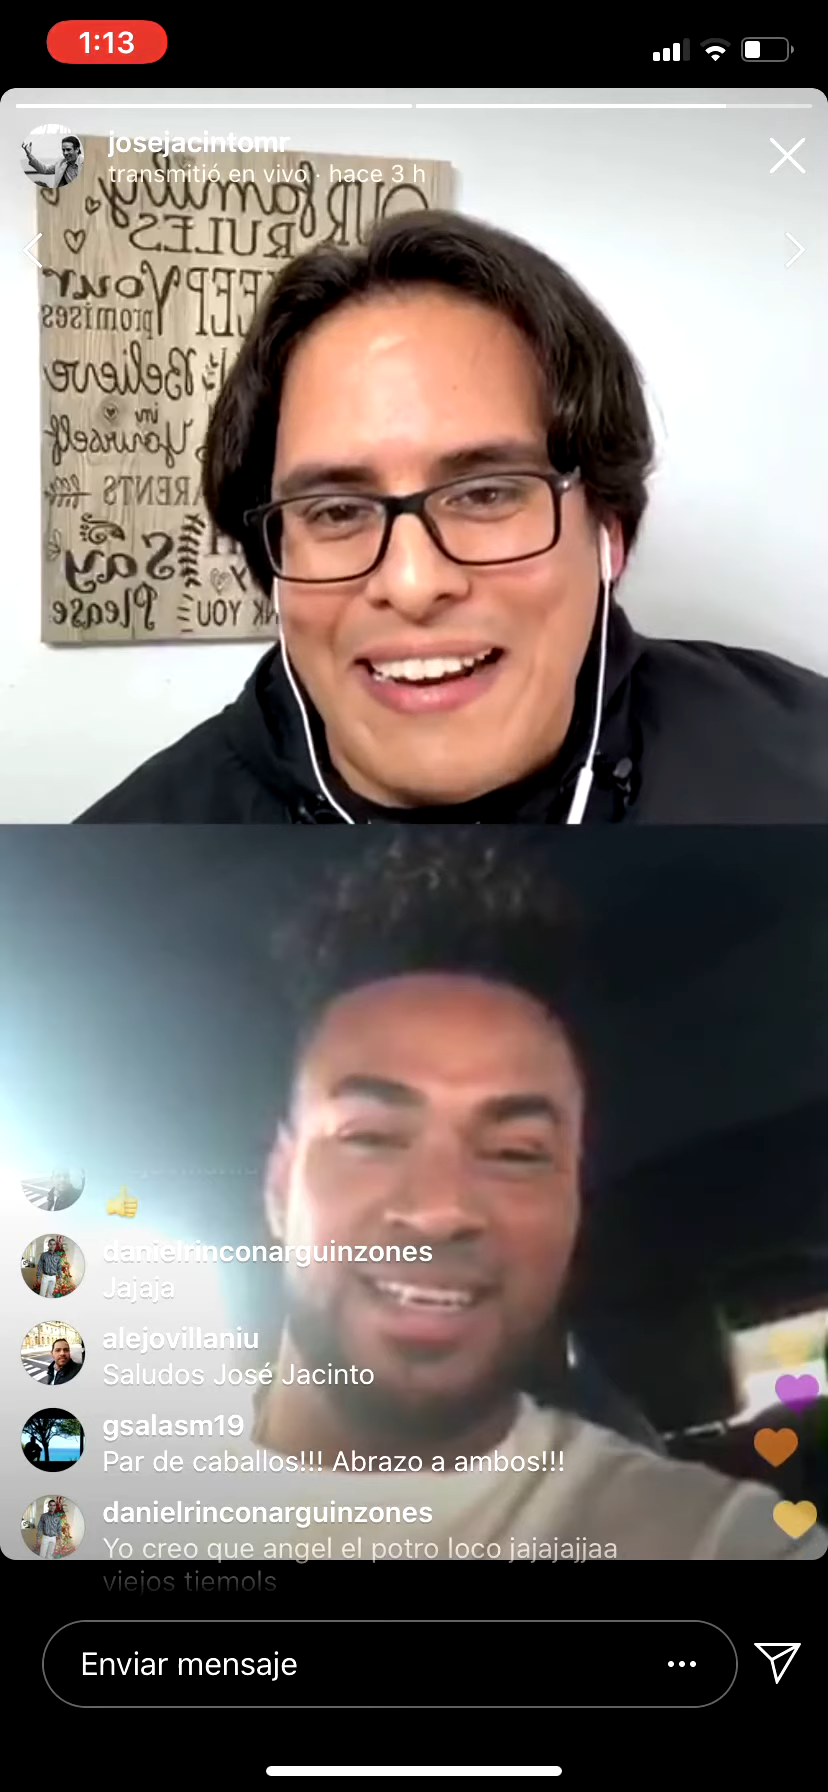 1:13
josejacintomr
transmitió en vivo · hace 3 h
OUR family
RULES
KEEP Your
promises
Believe
in
Yourself
PARENTS
Say
Please
YOU
danielrinconarguinzones
Jajaja
alejovillaniu
Saludos José Jacinto
gsalasm19
Par de caballos!!! Abrazo a ambos!!!
danielrinconarguinzones
Yo creo que angel el potro loco jajajajjaa
viejos tiemols
Enviar mensaje